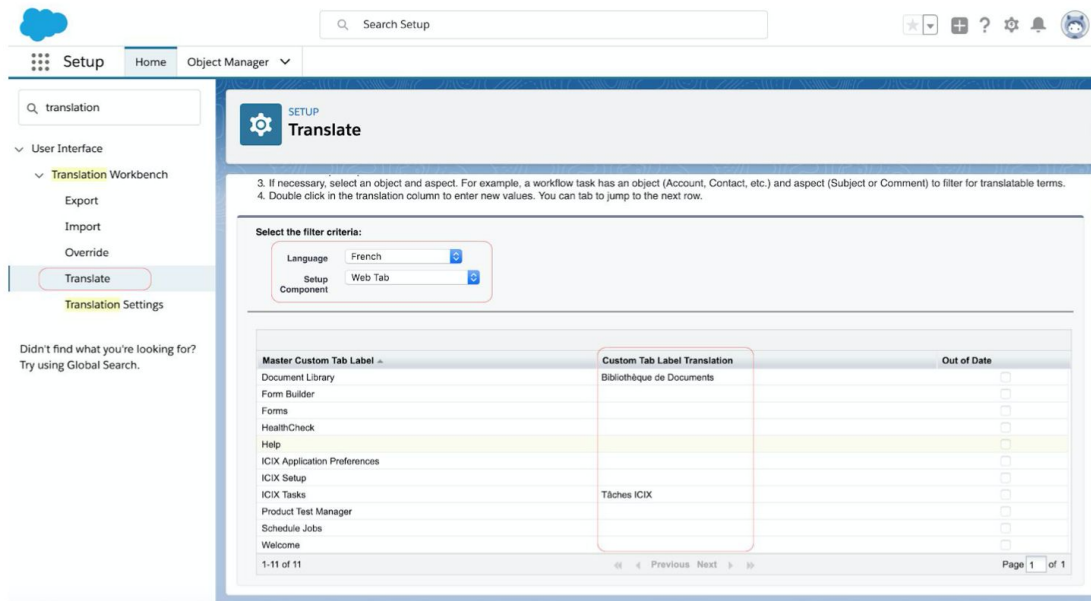 Search Setup
Setup
Home
Object Manager
translation
User Interface
Translation Workbench
Export
Import
Override
Translate
Translation Settings
Didn't find what you're looking for?
Try using Global Search.
SETUP
Translate
3. If necessary, select an object and aspect. For example, a workflow task has an object (Account, Contact, etc.) and aspect (Subject or Comment) to filter for translatable terms.
4. Double click in the translation column to enter new values. You can tab to jump to the next row.
Select the filter criteria:
Language French
Setup Component Web Tab
Master Custom Tab Label Custom Tab Label Translation Out of Date
Document Library Bibliothèque de Documents
Form Builder
Forms
HealthCheck
Help
ICIX Application Preferences
ICIX Setup
ICIX Tasks Tâches ICIX
Product Test Manager
Schedule Jobs
Welcome
1-11 of 11 Previous Next Page 1 of 1